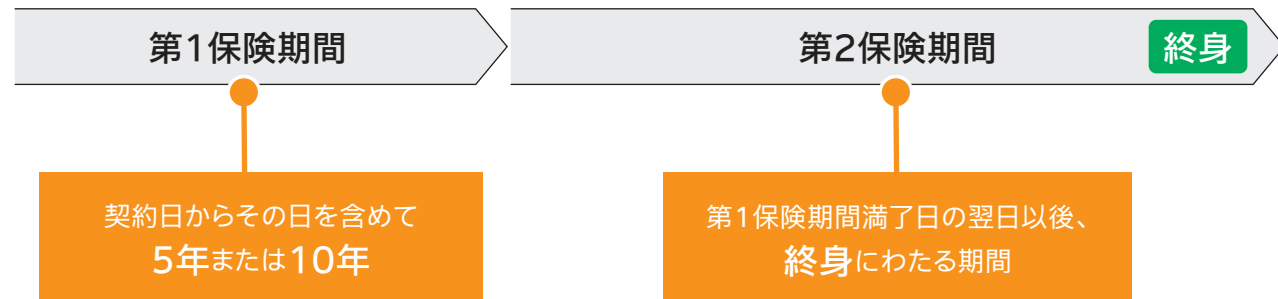 第1保険期間
第2保険期間
終身
契約日からその日を含めて
5年または10年
第1保険期間満了日の翌日以後、
終身にわたる期間